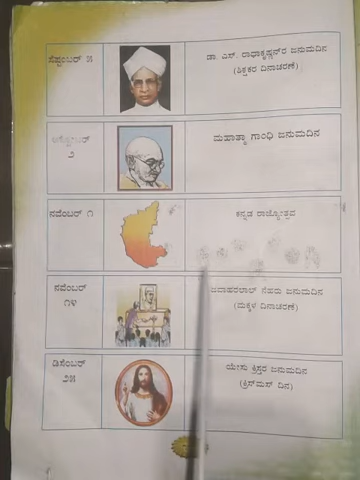 ಸೆಪ್ಟೆಂಬರ್ ೫
ಡಾ. ಎಸ್. ರಾಧಾಕೃಷ್ಣನ್‌ರ ಜನುಮದಿನ
(ಶಿಕ್ಷಕರ ದಿನಾಚರಣೆ)
ಅಕ್ಟೋಬರ್
೨
ಮಹಾತ್ಮಾ ಗಾಂಧಿ ಜನುಮದಿನ
ನವೆಂಬರ್ ೧
ಕನ್ನಡ ರಾಜ್ಯೋತ್ಸವ
ನವೆಂಬರ್
೧೪
ಜವಾಹರಲಾಲ್ ನೆಹರು ಜನುಮದಿನ
(ಮಕ್ಕಳ ದಿನಾಚರಣೆ)
ಡಿಸೆಂಬರ್
೨೫
ಯೇಸು ಕ್ರಿಸ್ತರ ಜನುಮದಿನ
(ಕ್ರಿಸ್‌ಮಸ್ ದಿನ)